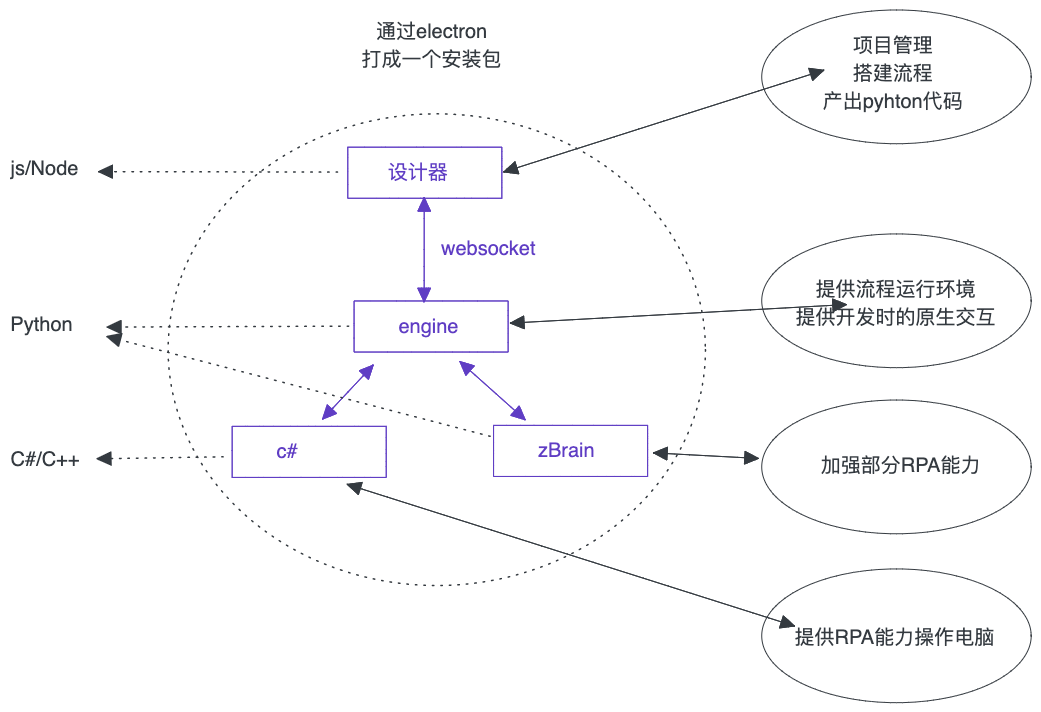 通过electron
打成一个安装包
项目管理
搭建流程
产出pyhton代码
js/Node
设计器
websocket
提供流程运行环境
提供开发时的原生交互
Python
engine
C#/C++
c#
zBrain
加强部分RPA能力
提供RPA能力操作电脑